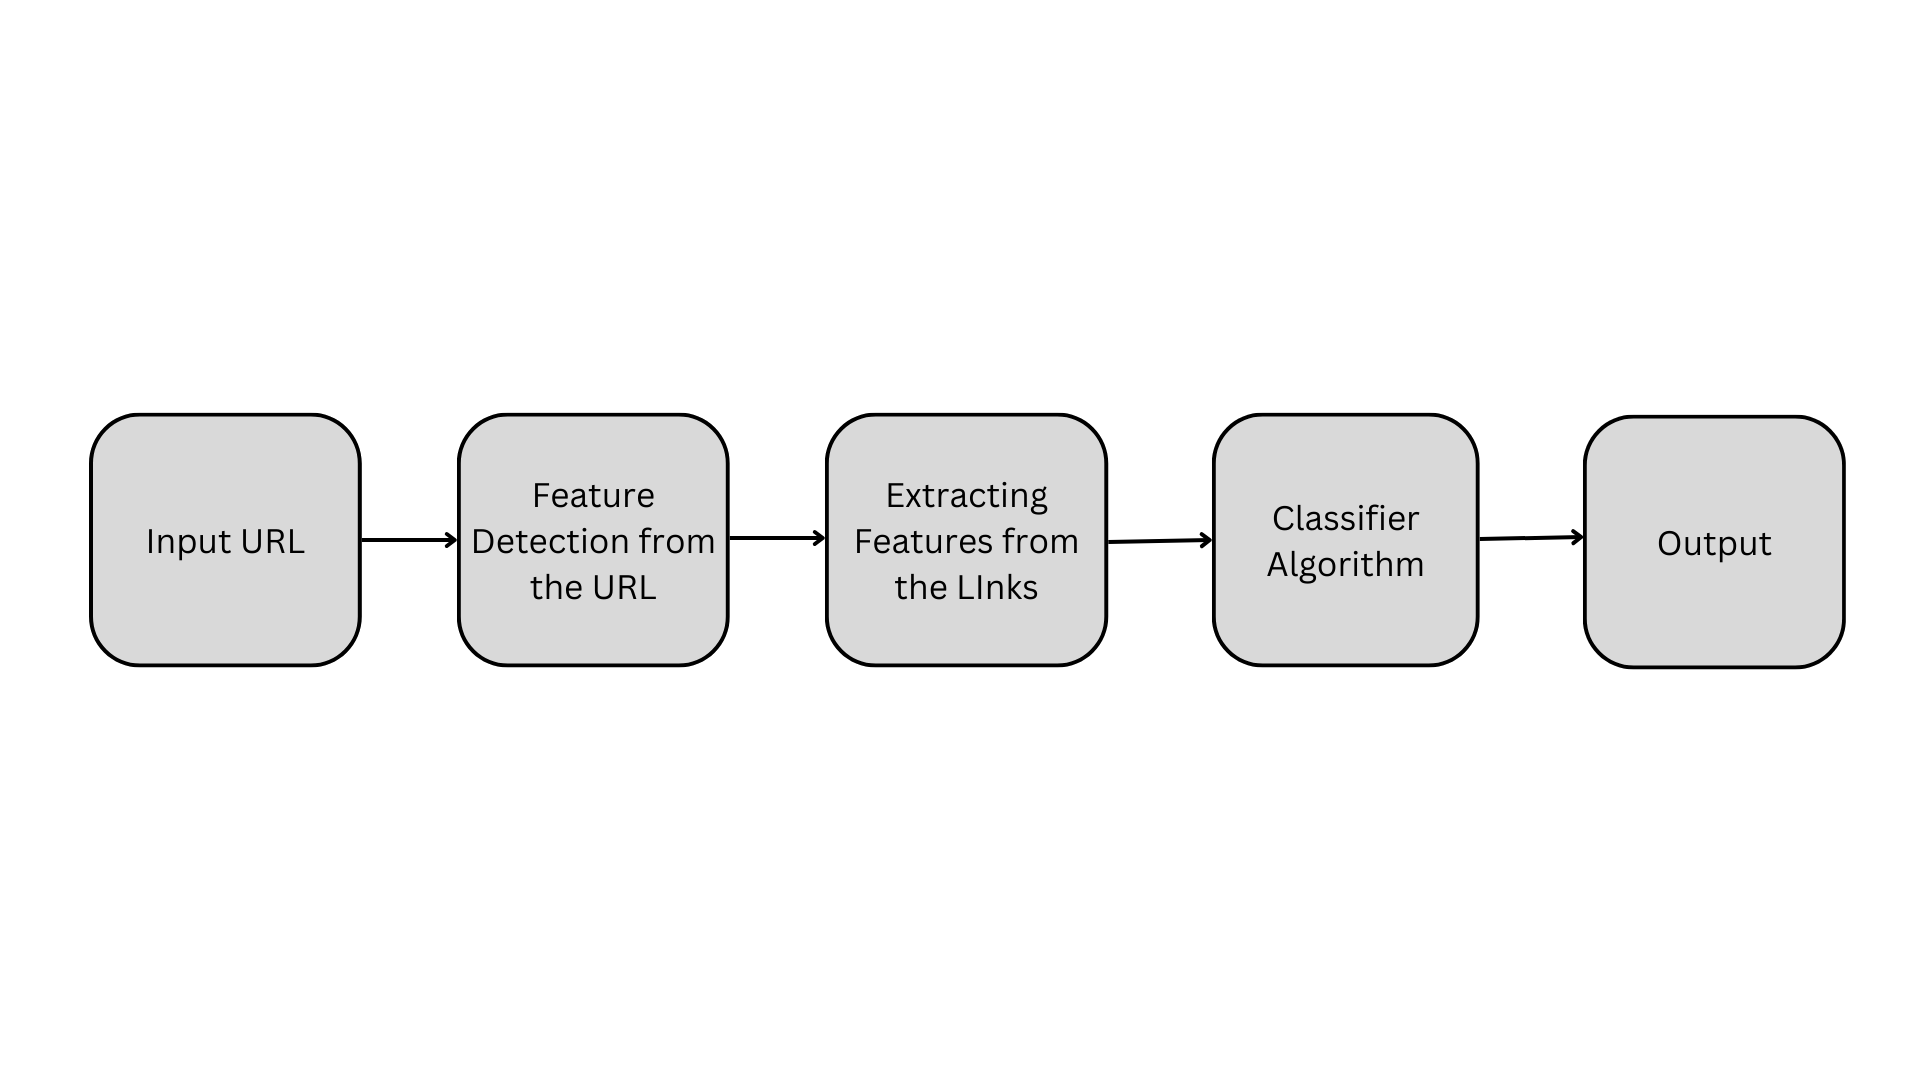 Input URL
Feature
Detection from
the URL
Extracting
Features from
the LInks
Classifier
Algorithm
Output